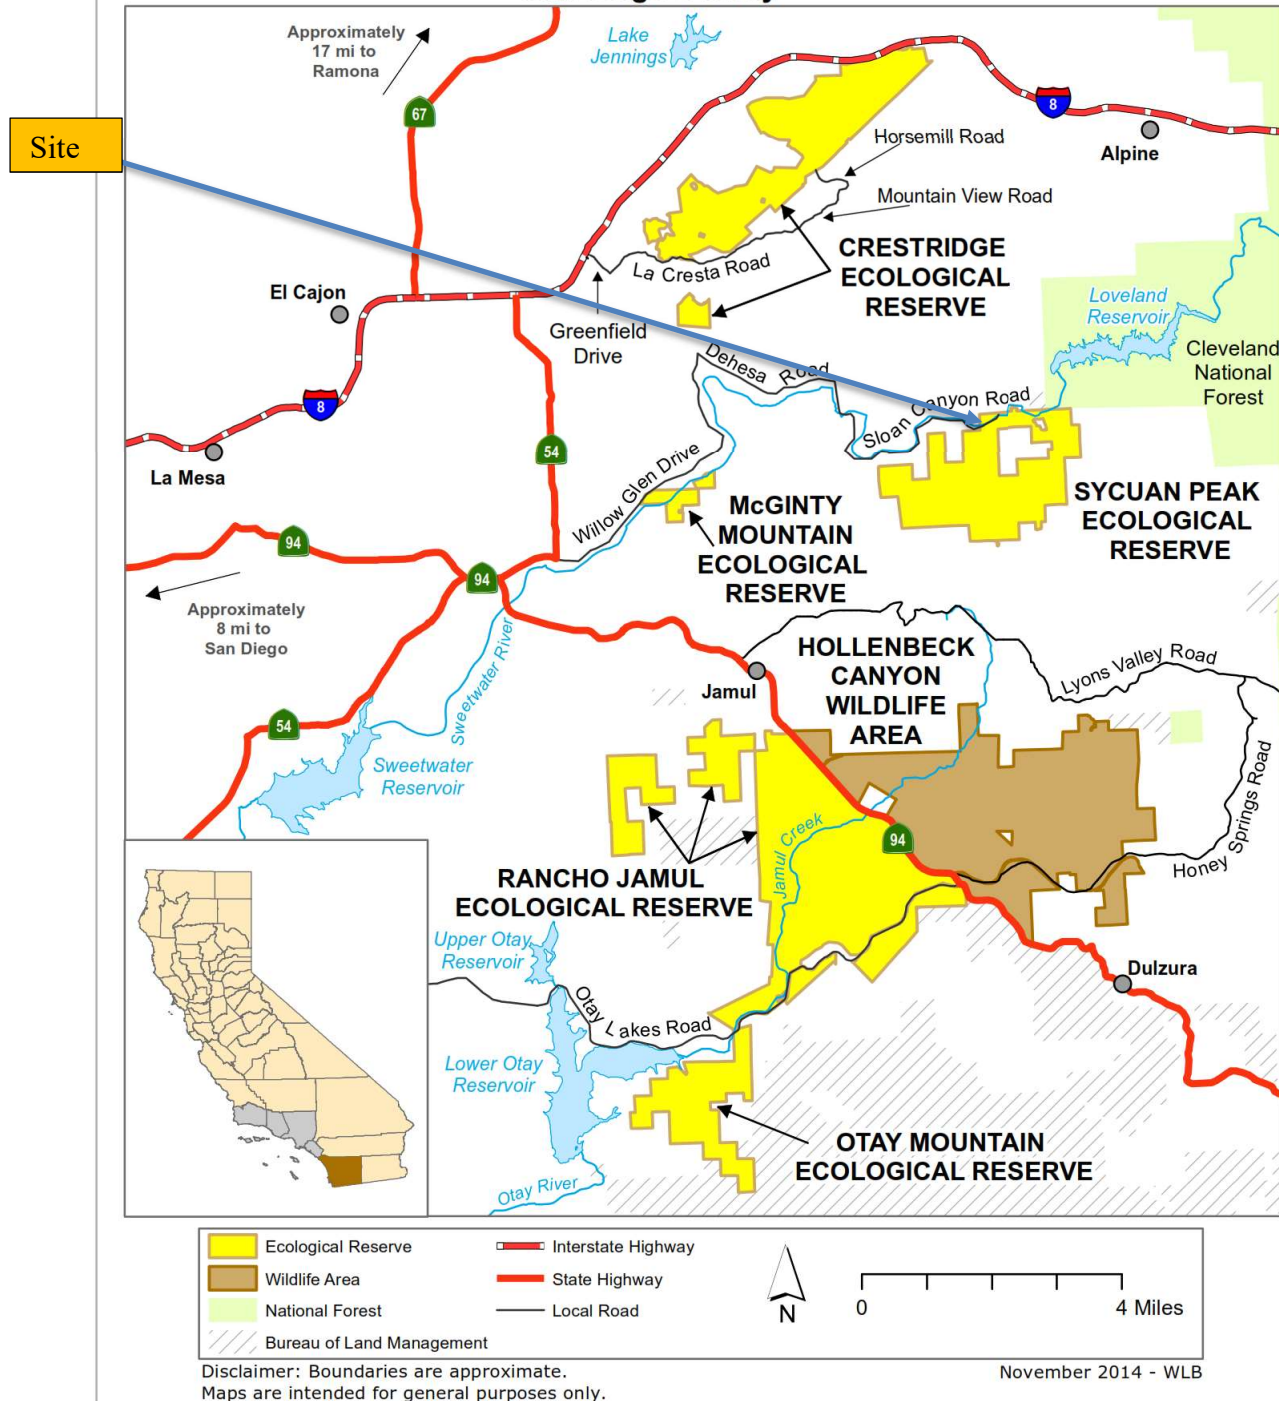 Approximately
17 mi to
Ramona
Lake
Jennings
67
8
Alpine
Site
Horsemill Road
Mountain View Road
CRESTRIDGE
ECOLOGICAL
RESERVE
La Cresta Road
El Cajon
Greenfield
Drive
Loveland
Reservoir
Cleveland
National
Forest
Dehesa Road
Sloan Canyon Road
8
54
La Mesa
Willow Glen Drive
McGINTY
MOUNTAIN
ECOLOGICAL
RESERVE
SYCUAN PEAK
ECOLOGICAL
RESERVE
94
94
Approximately
8 mi to
San Diego
Sweetwater River
HOLLENBECK
CANYON
WILDLIFE
AREA
Lyons Valley Road
Jamul
54
Sweetwater
Reservoir
Honey Springs Road
Jamul Creek
94
RANCHO JAMUL
ECOLOGICAL RESERVE
Upper Otay
Reservoir
Otay Lakes Road
Dulzura
Lower Otay
Reservoir
OTAY MOUNTAIN
ECOLOGICAL RESERVE
Otay River
Ecological Reserve
Wildlife Area
National Forest
Bureau of Land Management
Interstate Highway
State Highway
Local Road
N
0 4 Miles
Disclaimer: Boundaries are approximate.
Maps are intended for general purposes only.
November 2014 - WLB